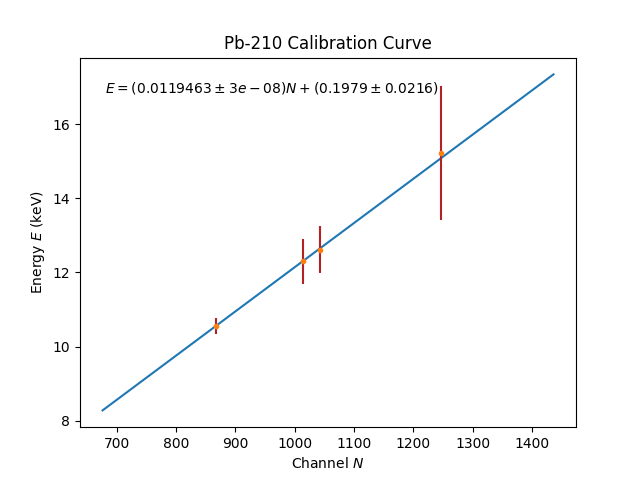 Pb-210 Calibration Curve
E = (0.0119463 ± 3e − 08)N + (0.1979 ± 0.0216)
Energy E (keV)
16
14
12
10
8
700 800 900 1000 1100 1200 1300 1400
Channel N